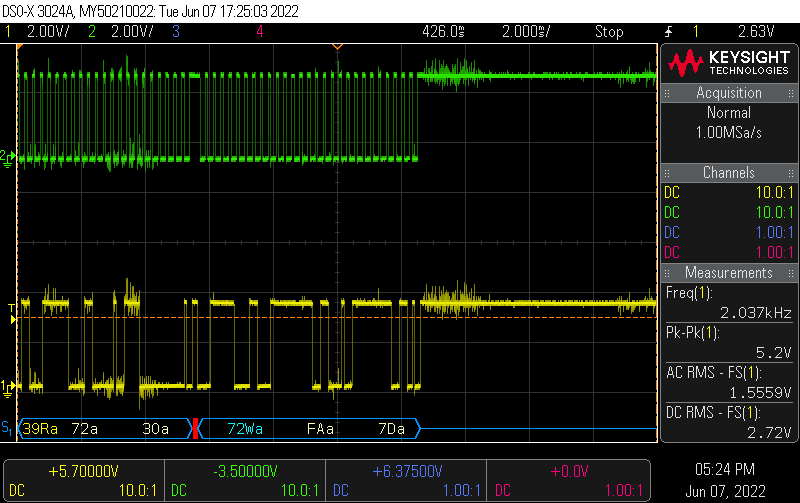 DSO-X 3024A, MY50210022: Tue Jun 07 17:25:03 2022
1 2.00V/ 2 2.00V/ 3 4 426.0ms 2.000ms/ Stop 1 2.63V
KEYSIGHT
TECHNOLOGIES
Acquisition
Normal
1.00MSa/s
Channels
DC 10.0:1
DC 10.0:1
DC 1.00:1
DC 1.00:1
Measurements
Freq(1):
2.037kHz
Pk-Pk(1):
5.2V
AC RMS - FS(1):
1.5559V
DC RMS - FS(1):
2.72V
2
T
1
S1 39Ra 72a 30a 72Wa FAa 7Da
+5.70000V
DC 10.0:1
-3.50000V
DC 10.0:1
+6.37500V
DC 1.00:1
+0.0V
DC 1.00:1
05:24 PM
Jun 07, 2022